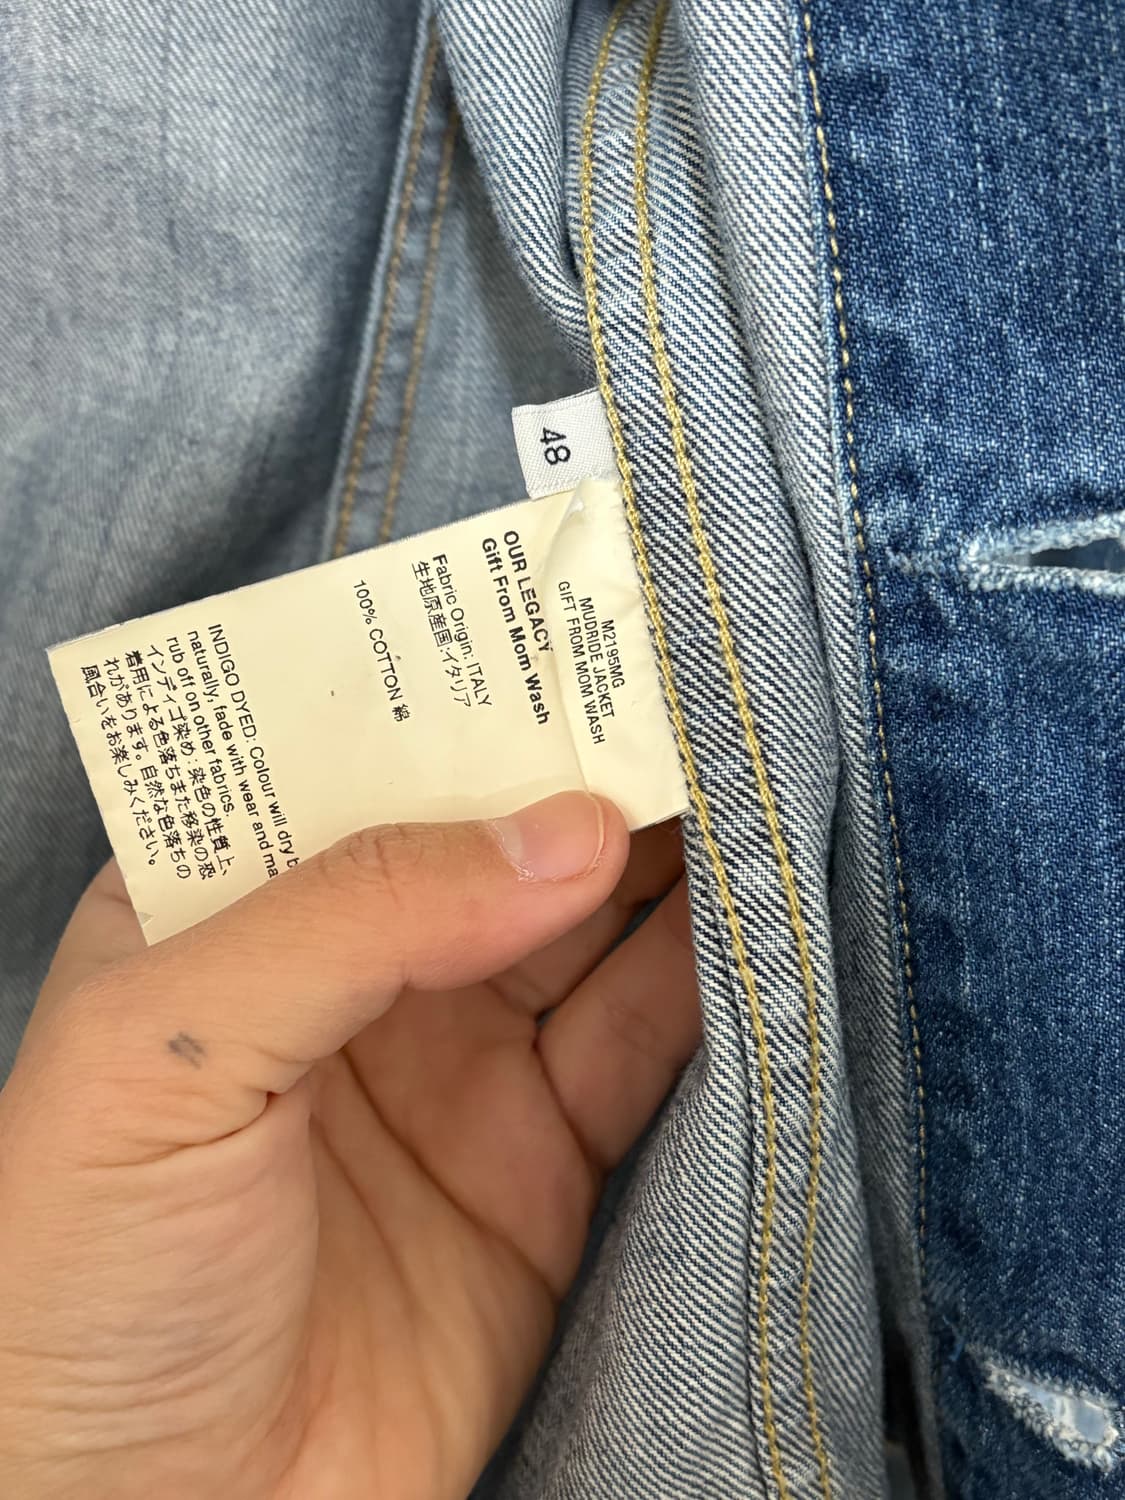 48
M2195MG
MUDRIDE JACKET
GIFT FROM MOM WASH
OUR LEGACY
Gift From Mom Wash
Fabric Origin: ITALY
生地原産国:イタリア
100% COTTON 綿
INDIGO DYED: Colour will dry
naturally, fade with wear and
rub off on other fabrics.
インディゴ染め: 染色の性質上、
着用による色落ちまた移染の恐
れがあります。自然な色落ちの
風合いをお楽しみください。